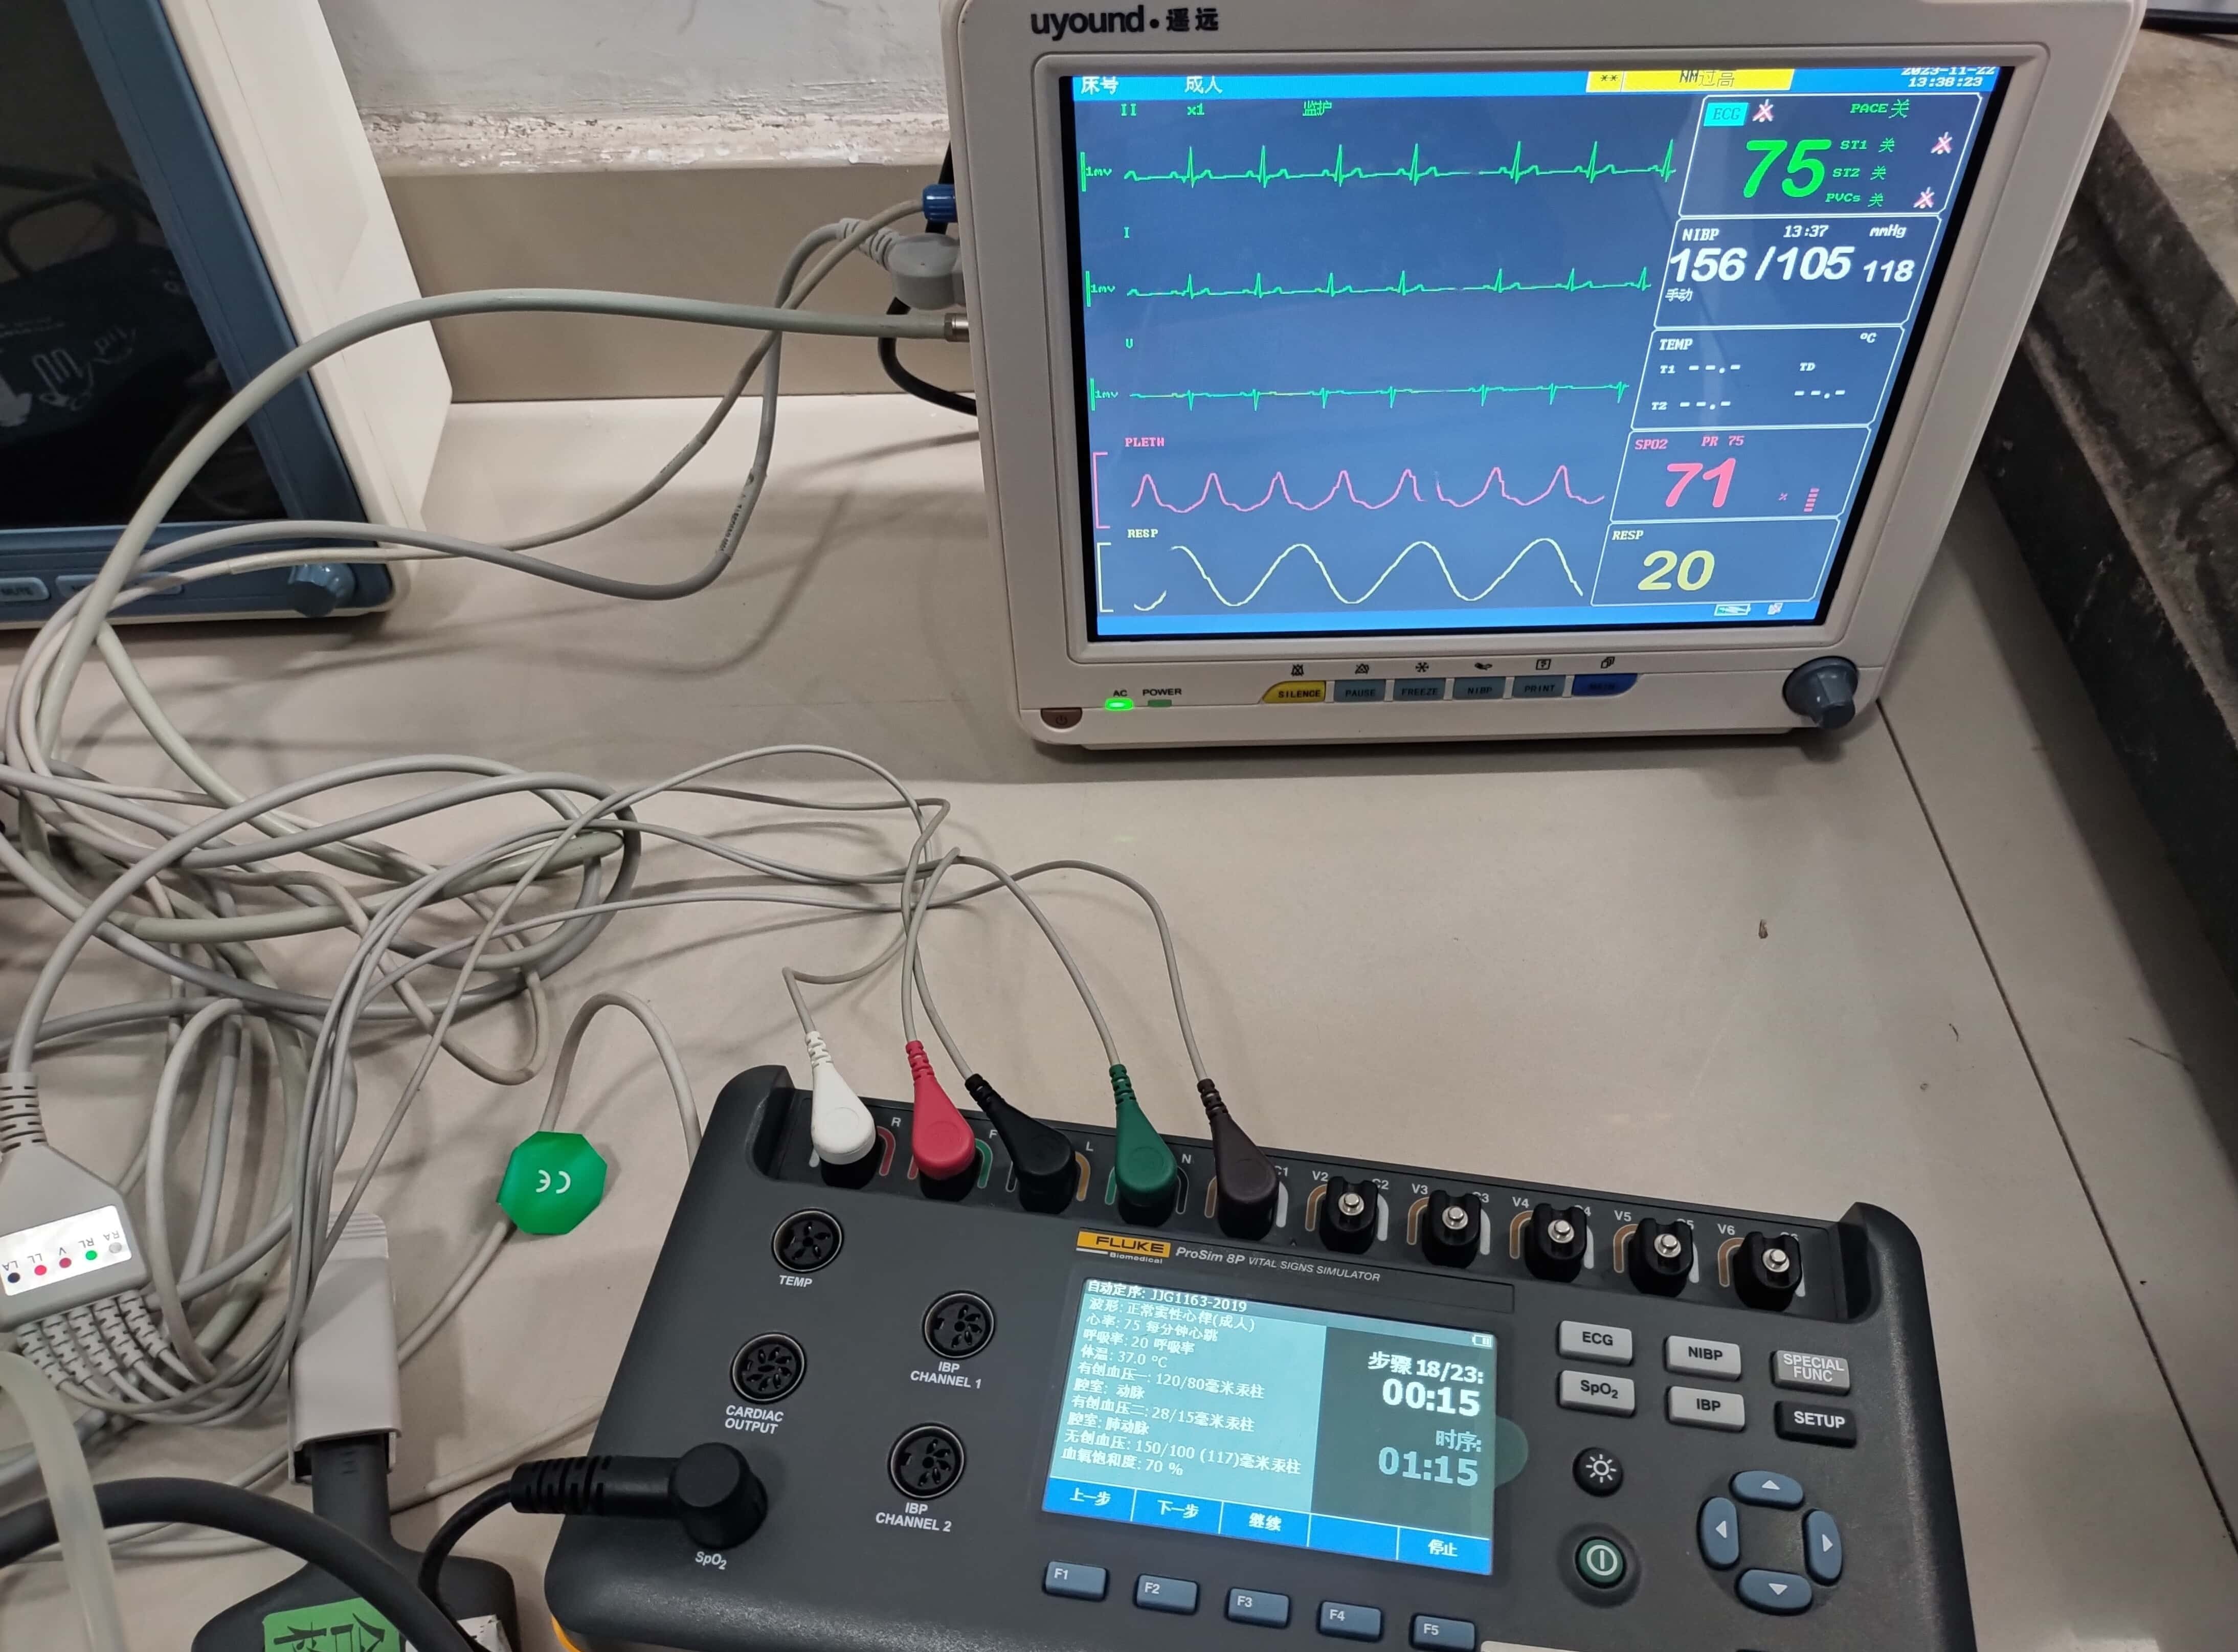 uyound·遥远
床号 成人 ** NM过高 2023-11-22
13:38:23
II x1 监护
1mv
I
1mv
V
1mv
PLETH
RESP
ECG PACE 关
75
ST1 关
ST2 关
PVCs 关
NIBP 13:37 mmHg
156/105 118
手动
TEMP °C
T1 --.- TD
T2 --.- --.-
SPO2 PR 75
71 %
RESP
20
AC POWER
SILENCE PAUSE FREEZE NIBP PRINT
MUTE
CE
LA LL V RL RA
R F L N C1 V2 C2 V3 C3 V4 C4 V5 C5 V6 C6
FLUKE
Biomedical
ProSim 8P VITAL SIGNS SIMULATOR
TEMP
CARDIAC
OUTPUT
IBP
CHANNEL 1
IBP
CHANNEL 2
SpO2
自动定序: JJG1163-2019
波形: 正常窦性心律(成人)
心率: 75 每分钟心跳
呼吸率: 20 呼吸率
体温: 37.0 °C
有创血压一: 120/80毫米汞柱
腔室: 动脉
有创血压二: 28/15毫米汞柱
腔室: 肺动脉
无创血压: 150/100 (117)毫米汞柱
血氧饱和度: 70 %
步骤 18/23:
00:15
时序:
01:15
上一步 下一步 继续 停止
F1 F2 F3 F4 F5
ECG NIBP SPECIAL
FUNC
SpO2 IBP SETUP
合格